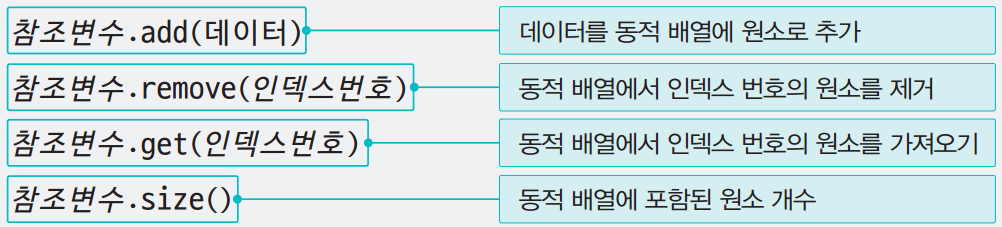 참조변수.add(데이터) 데이터를 동적 배열에 원소로 추가
참조변수.remove(인덱스번호) 동적 배열에서 인덱스 번호의 원소를 제거
참조변수.get(인덱스번호) 동적 배열에서 인덱스 번호의 원소를 가져오기
참조변수.size() 동적 배열에 포함된 원소 개수